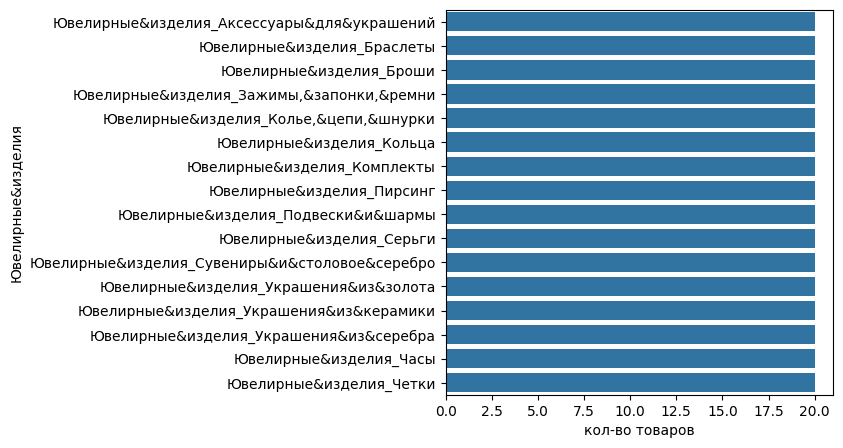 Ювелирные&изделия_Аксессуары&для&украшений
Ювелирные&изделия_Браслеты
Ювелирные&изделия_Броши
Ювелирные&изделия_Зажимы,&запонки,&ремни
Ювелирные&изделия_Колье,&цепи,&шнурки
Ювелирные&изделия_Кольца
Ювелирные&изделия_Комплекты
Ювелирные&изделия_Пирсинг
Ювелирные&изделия_Подвески&и&шармы
Ювелирные&изделия_Серьги
Ювелирные&изделия_Сувениры&и&столовое&серебро
Ювелирные&изделия_Украшения&из&золота
Ювелирные&изделия_Украшения&из&керамики
Ювелирные&изделия_Украшения&из&серебра
Ювелирные&изделия_Часы
Ювелирные&изделия_Четки
Ювелирные&изделия
0.0 2.5 5.0 7.5 10.0 12.5 15.0 17.5 20.0
кол-во товаров